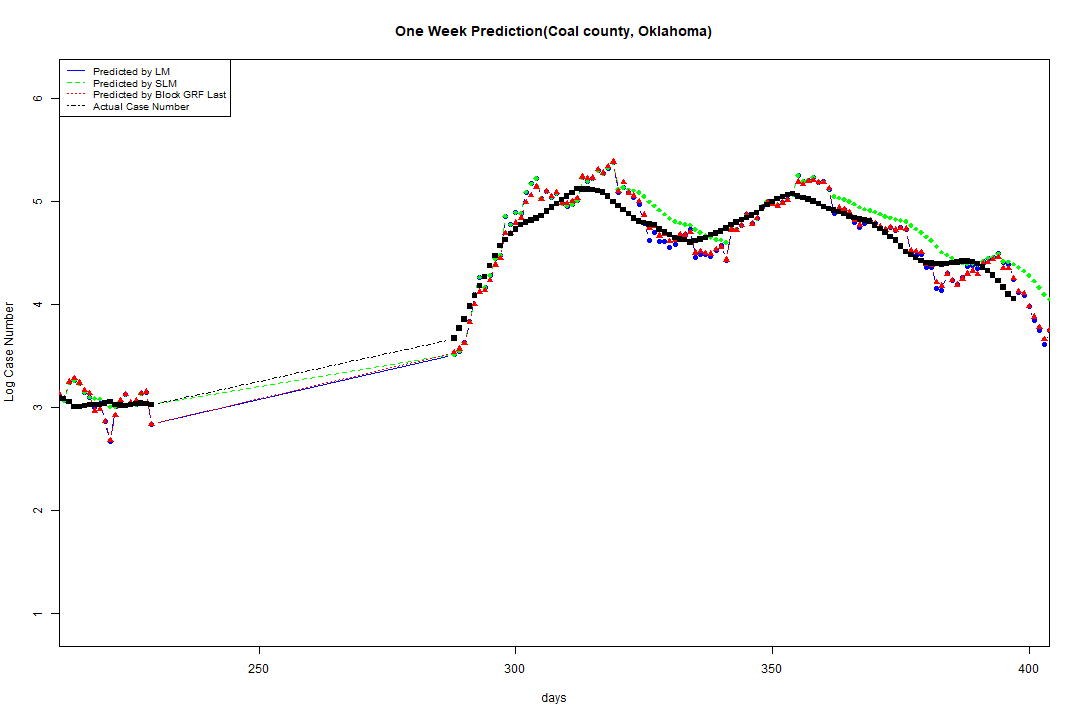 One Week Prediction(Coal county, Oklahoma)
Predicted by LM
Predicted by SLM
Predicted by Block GRF Last
Actual Case Number
6
5
4
3
2
1
Log Case Number
250
300
350
400
days